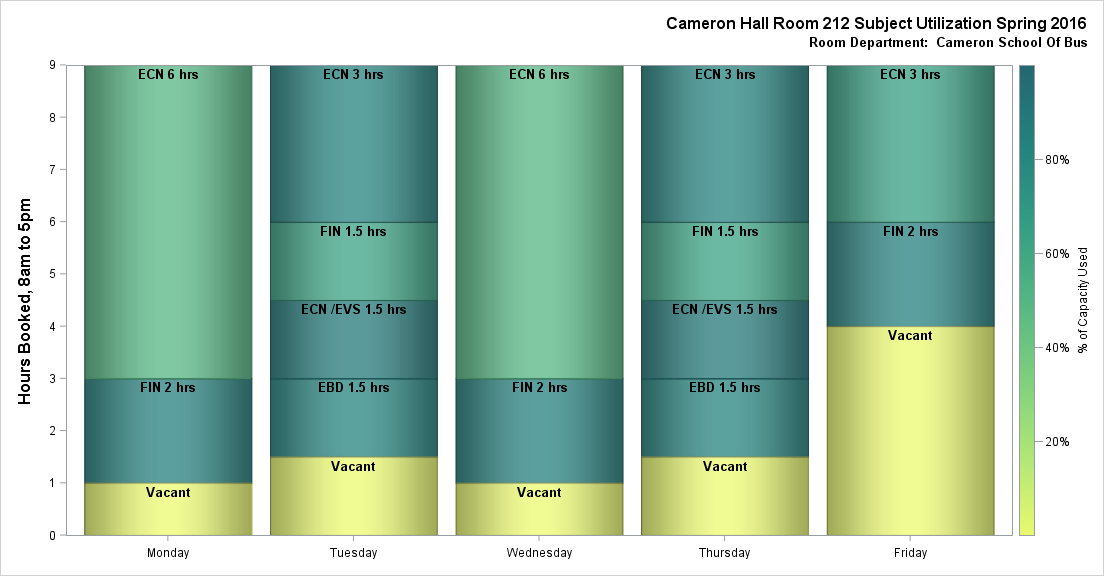 Cameron Hall Room 212 Subject Utilization Spring 2016
Room Department: Cameron School Of Bus
Hours Booked, 8am to 5pm
9
8
7
6
5
4
3
2
1
0
ECN 6 hrs
FIN 2 hrs
Vacant
ECN 3 hrs
FIN 1.5 hrs
ECN /EVS 1.5 hrs
EBD 1.5 hrs
Vacant
ECN 6 hrs
FIN 2 hrs
Vacant
ECN 3 hrs
FIN 1.5 hrs
ECN /EVS 1.5 hrs
EBD 1.5 hrs
Vacant
ECN 3 hrs
FIN 2 hrs
Vacant
Monday
Tuesday
Wednesday
Thursday
Friday
80%
60%
40%
20%
% of Capacity Used